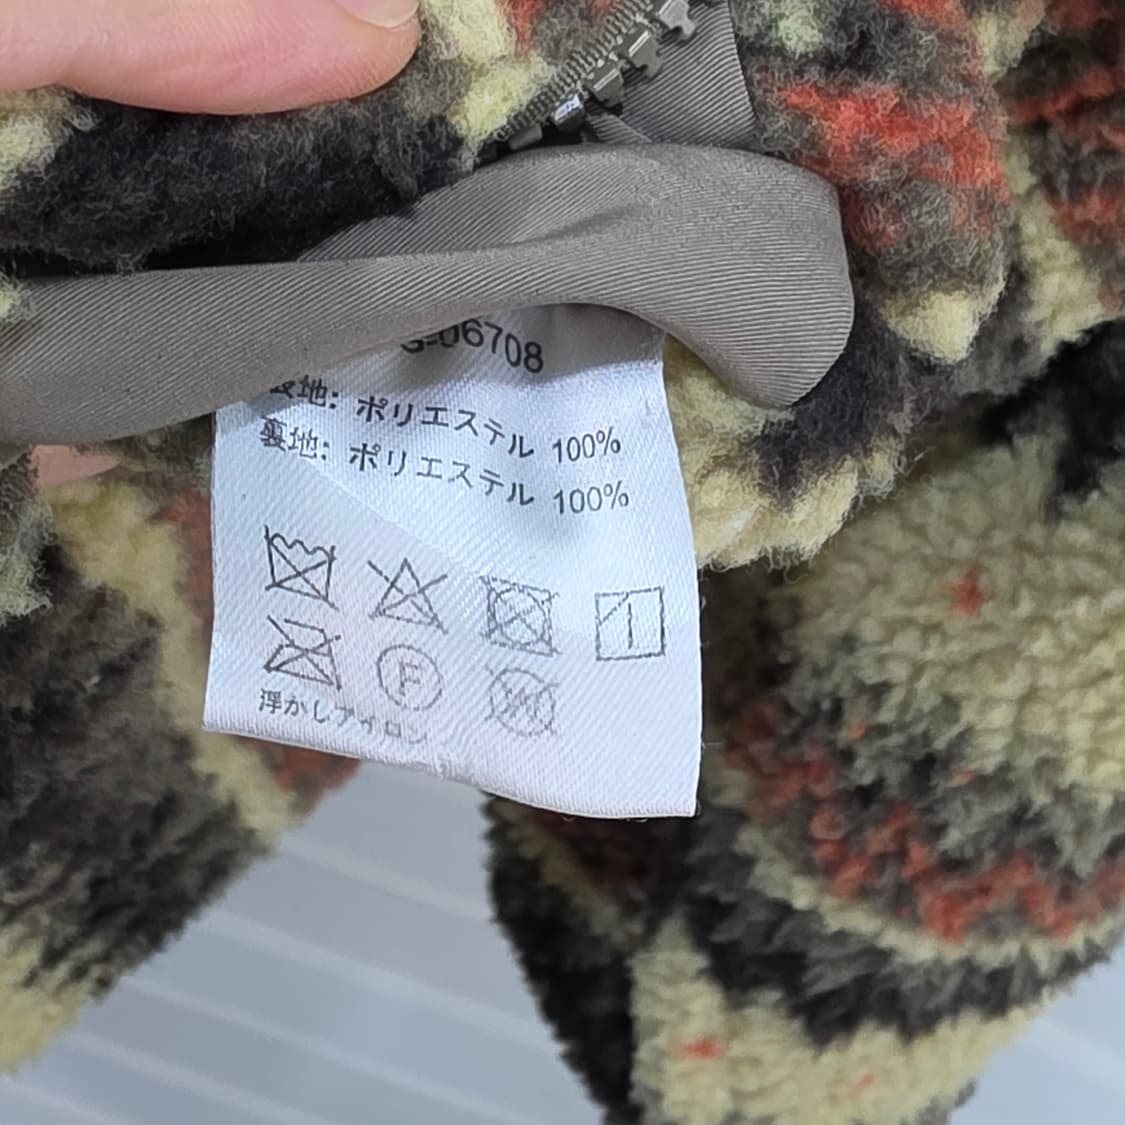 -06708
表地: ポリエステル 100%
裏地: ポリエステル 100%
F W
浮かしアイロン